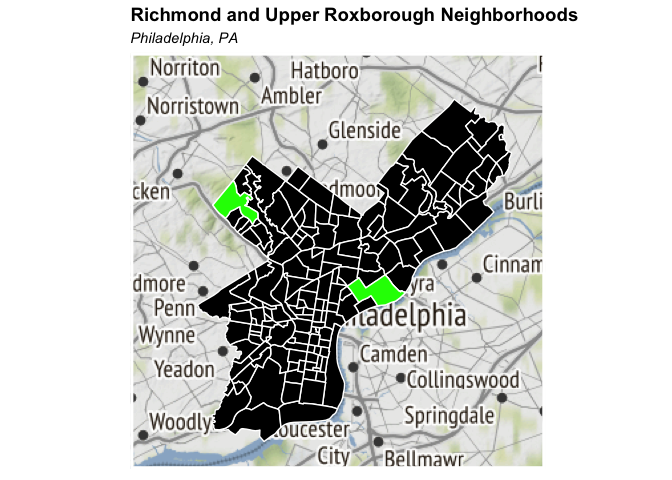 Richmond and Upper Roxborough Neighborhoods
Philadelphia, PA
Norriton
Hatboro
Ambler
Norristown
Glenside
cken
dmoo
Burli
Cinnam
dmore
yra
Penn
iladelphia
Wynne
Camden
Yeadon
Collingswood
Woodly
Springdale
oucester
City
Bellmawr